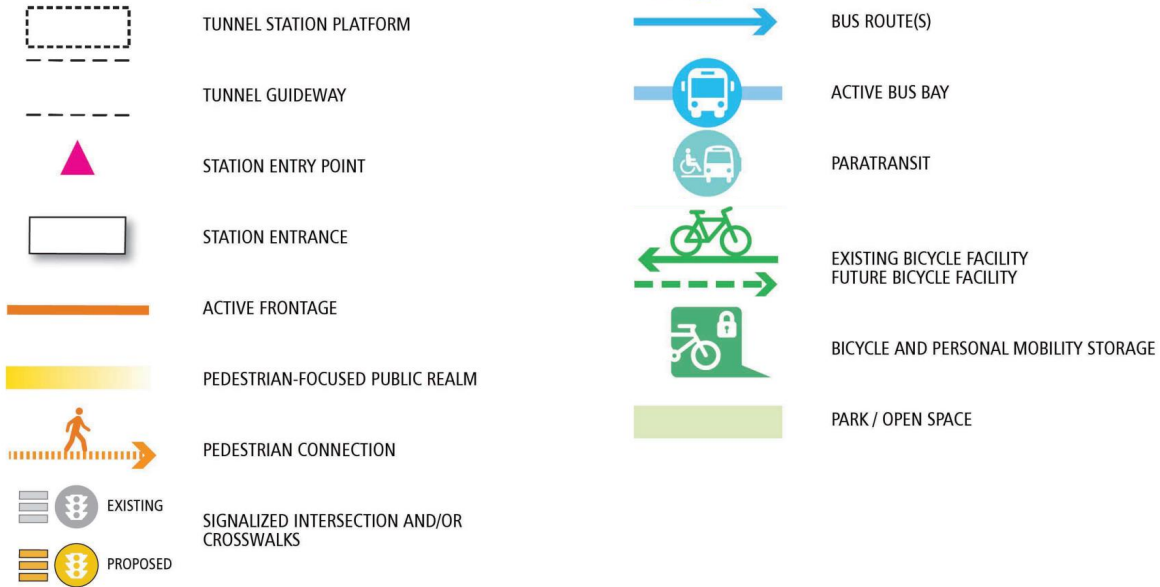 TUNNEL STATION PLATFORM
TUNNEL GUIDEWAY
STATION ENTRY POINT
STATION ENTRANCE
ACTIVE FRONTAGE
PEDESTRIAN-FOCUSED PUBLIC REALM
PEDESTRIAN CONNECTION
EXISTING
SIGNALIZED INTERSECTION AND/OR
CROSSWALKS
PROPOSED
BUS ROUTE(S)
ACTIVE BUS BAY
PARATRANSIT
EXISTING BICYCLE FACILITY
FUTURE BICYCLE FACILITY
BICYCLE AND PERSONAL MOBILITY STORAGE
PARK / OPEN SPACE